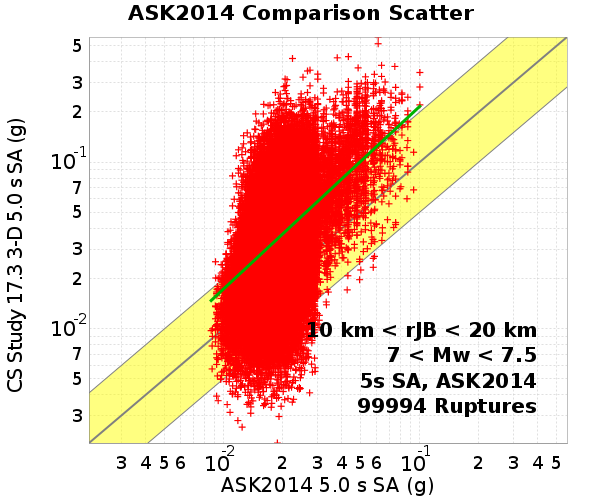 ASK2014 Comparison Scatter
CS Study 17.3 3-D 5.0 s SA (g)
5
3
2
10-1
7
5
3
2
10-2
7
5
3
10 km < rJB < 20 km
7 < Mw < 7.5
5s SA, ASK2014
99994 Ruptures
3 4 5 6 10-2 2 3 4 5 6 10-1 2 3 4 5
ASK2014 5.0 s SA (g)